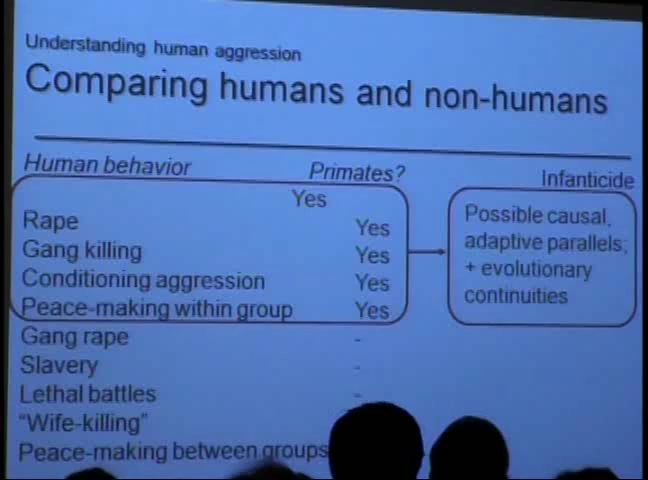 Understanding human aggression
Comparing humans and non-humans
Human behavior Primates? Infanticide
Yes
Rape Yes
Gang killing Yes
Conditioning aggression Yes
Peace-making within group Yes
Gang rape -
Slavery -
Lethal battles -
"Wife-killing"
Peace-making between groups
Possible causal,
adaptive parallels;
+ evolutionary
continuities